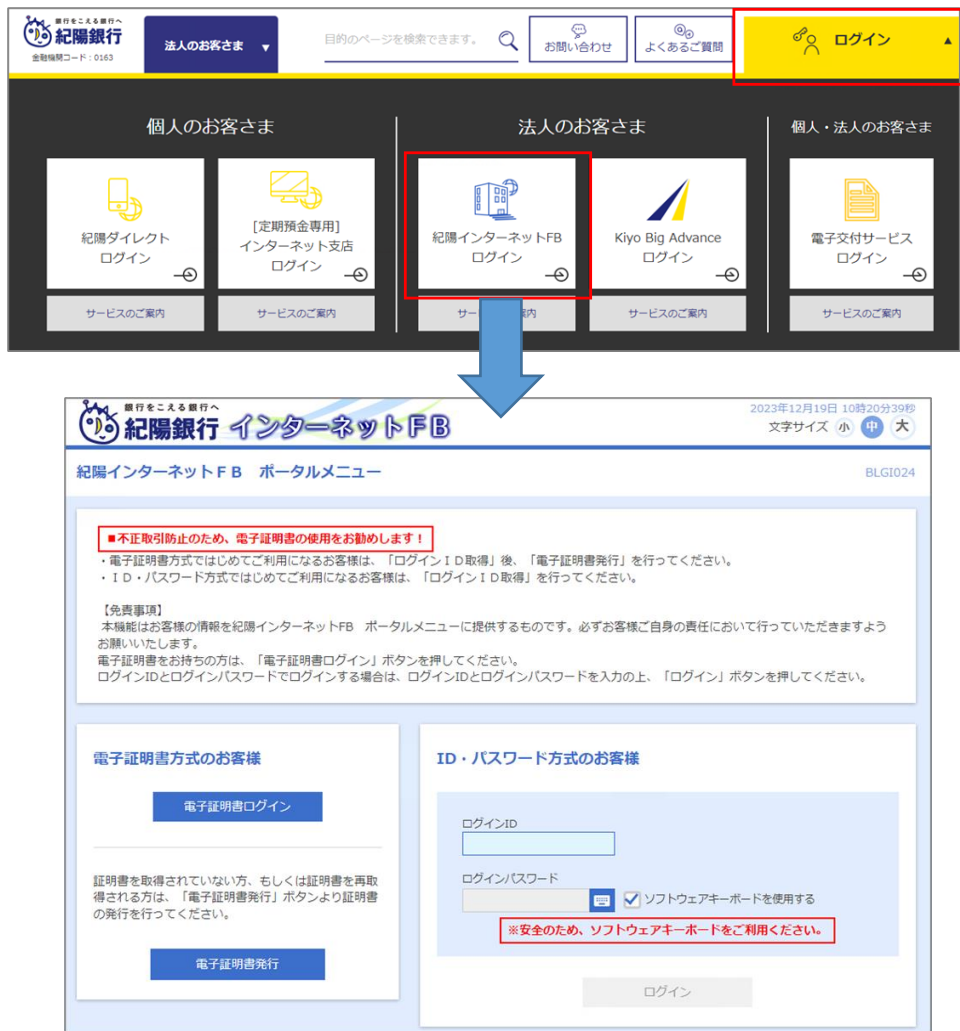 銀行をこえる銀行へ
紀陽銀行
金融機関コード：0163
法人のお客さま ▼
目的のページを検索できます。
お問い合わせ
よくあるご質問
ログイン ▲
個人のお客さま
法人のお客さま
個人・法人のお客さま
紀陽ダイレクト
ログイン
[定期預金専用]
インターネット支店
ログイン
紀陽インターネットFB
ログイン
Kiyo Big Advance
ログイン
電子交付サービス
ログイン
サービスのご案内
サービスのご案内
サー
内
サービスのご案内
サービスのご案内
銀行をこえる銀行へ
紀陽銀行 インターネットFB
2023年12月19日 10時20分39秒
文字サイズ 小 中 大
紀陽インターネットＦＢ　ポータルメニュー
BLGI024
■不正取引防止のため、電子証明書の使用をお勧めします！
・電子証明書方式ではじめてご利用になるお客様は、「ログインＩＤ取得」後、「電子証明書発行」を行ってください。
・ＩＤ・パスワード方式ではじめてご利用になるお客様は、「ログインＩＤ取得」を行ってください。
【免責事項】
本機能はお客様の情報を紀陽インターネットFB　ポータルメニューに提供するものです。必ずお客様ご自身の責任において行っていただきますよう
お願いいたします。
電子証明書をお持ちの方は、「電子証明書ログイン」ボタンを押してください。
ログインIDとログインパスワードでログインする場合は、ログインIDとログインパスワードを入力の上、「ログイン」ボタンを押してください。
電子証明書方式のお客様
電子証明書ログイン
証明書を取得されていない方、もしくは証明書を再取
得される方は、「電子証明書発行」ボタンより証明書
の発行を行ってください。
電子証明書発行
ID・パスワード方式のお客様
ログインID
ログインパスワード
ソフトウェアキーボードを使用する
※安全のため、ソフトウェアキーボードをご利用ください。
ログイン